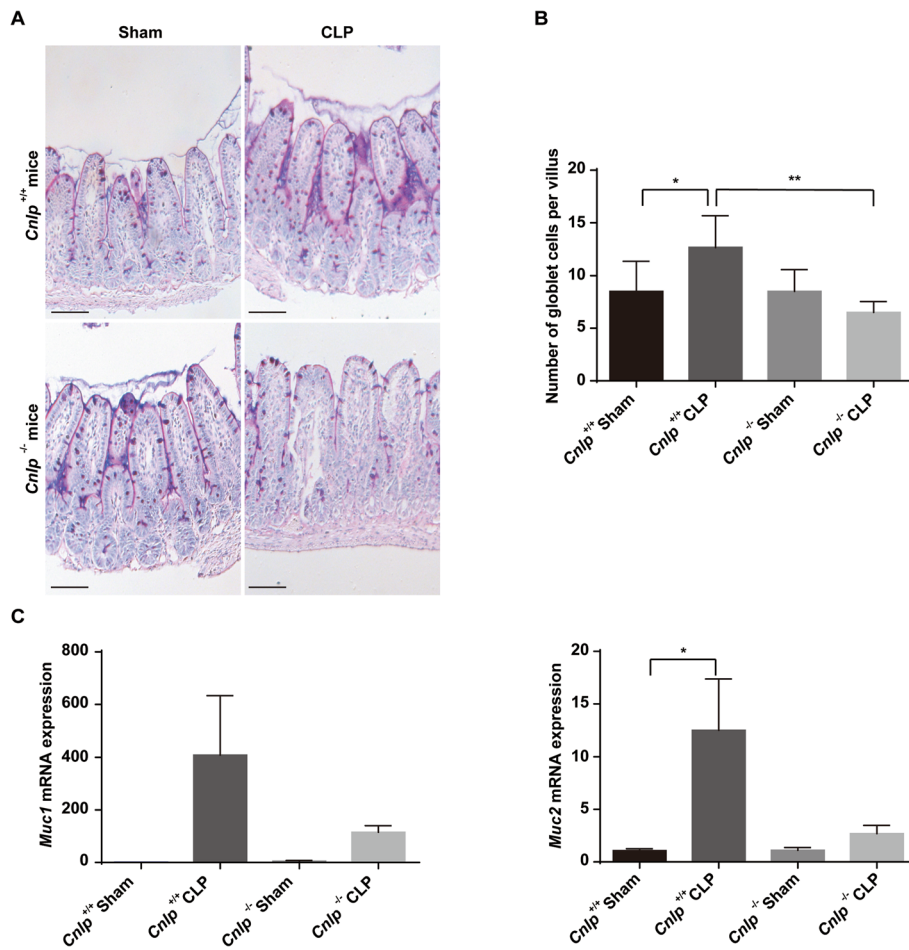 A
Sham CLP
Cnlp +/+ mice
Cnlp -/- mice
B
Number of globlet cells per villus
20
15
10
5
0
* **
Cnlp +/+ Sham
Cnlp +/+ CLP
Cnlp -/- Sham
Cnlp -/- CLP
C
Muc1 mRNA expression
800
600
400
200
0
Cnlp +/+ Sham
Cnlp +/+ CLP
Cnlp -/- Sham
Cnlp -/- CLP
Muc2 mRNA expression
20
15
10
5
0
*
Cnlp +/+ Sham
Cnlp +/+ CLP
Cnlp -/- Sham
Cnlp -/- CLP